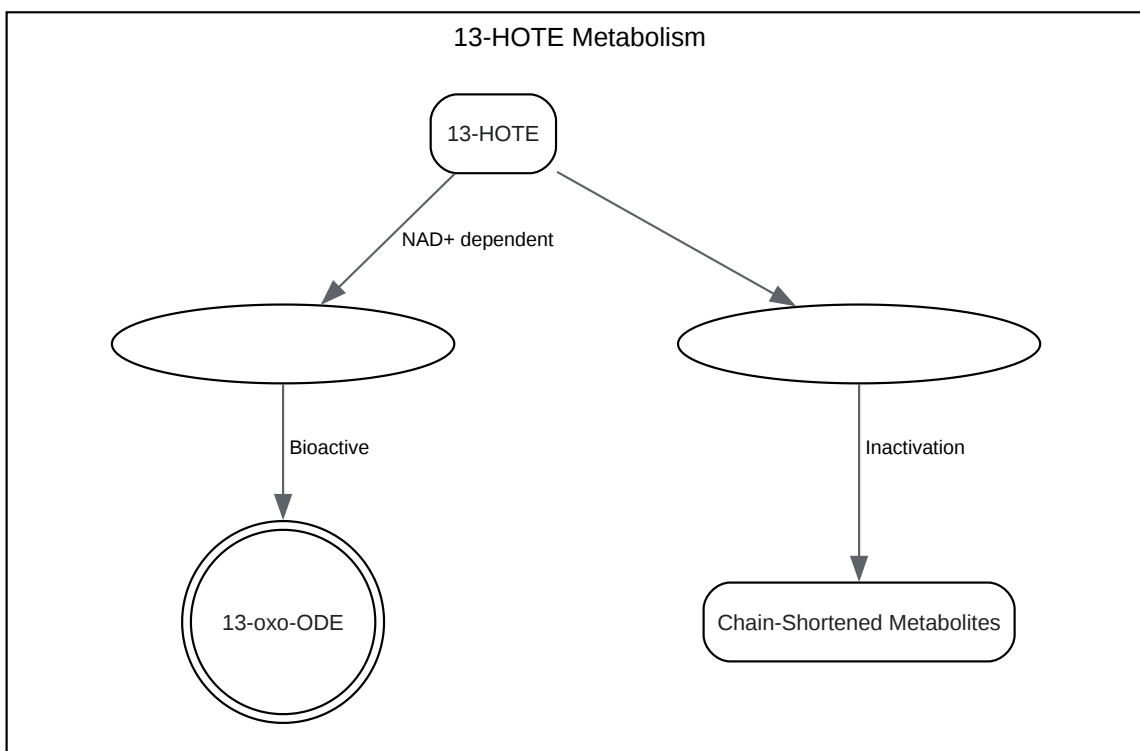 13-HOTE Metabolism
13-HOTE
NAD+ dependent
Bioactive
Inactivation
13-oxo-ODE
Chain-Shortened Metabolites